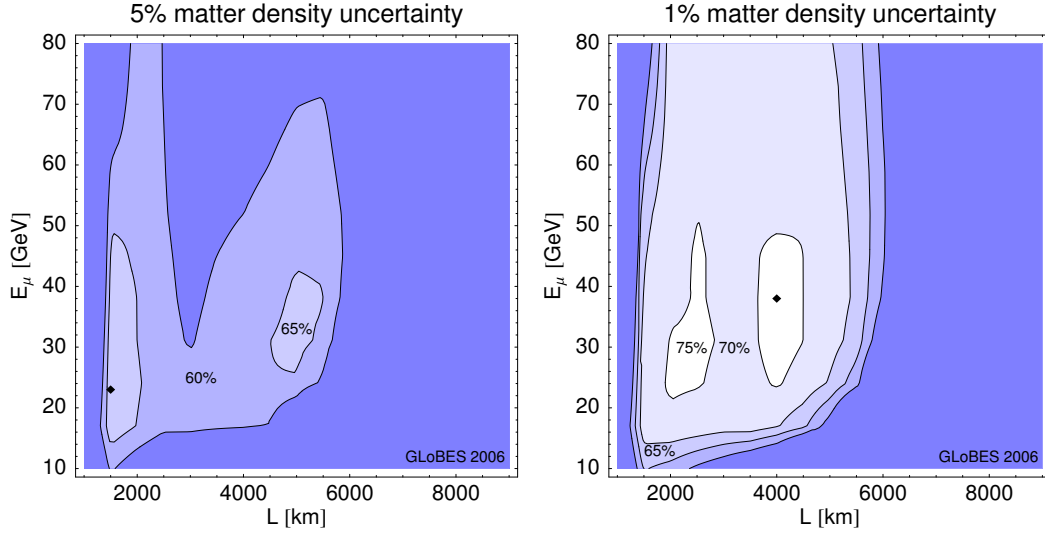 5% matter density uncertainty
80
70
60
50
40
30
20
10
E_μ [GeV]
65%
60%
GLoBES 2006
2000 4000 6000 8000
L [km]
1% matter density uncertainty
80
70
60
50
40
30
20
10
E_μ [GeV]
75% 70%
65%
GLoBES 2006
2000 4000 6000 8000
L [km]